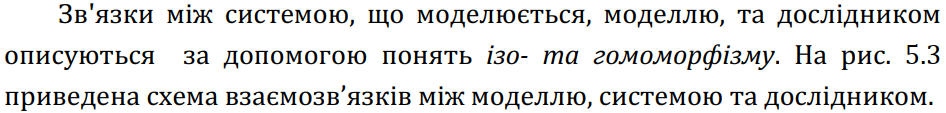 Зв'язки між системою, що моделюється, моделлю, та дослідником
описуються за допомогою понять ізо- та гомоморфізму. На рис. 5.3
приведена схема взаємозв’язків між моделлю, системою та дослідником.